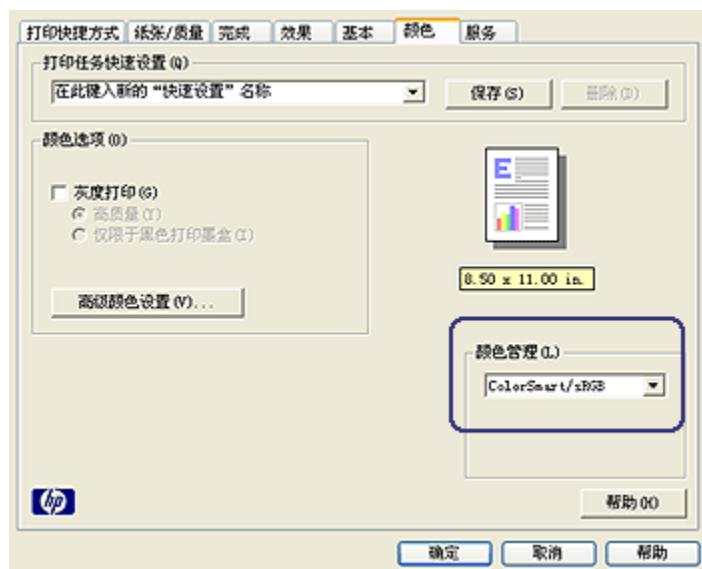 打印快捷方式 纸张/质量 完成 效果 基本 颜色 服务
打印任务快速设置(Q)
在此键入新的“快速设置”名称 保存(S) 删除(D)
颜色选项(O)
灰度打印(G)
高质量(Y)
仅限于黑色打印墨盒(I)
高级颜色设置(V)...
E
8.50 x 11.00 in.
颜色管理(L)
ColorSmart/sRGB
hp
帮助(H)
确定 取消 帮助